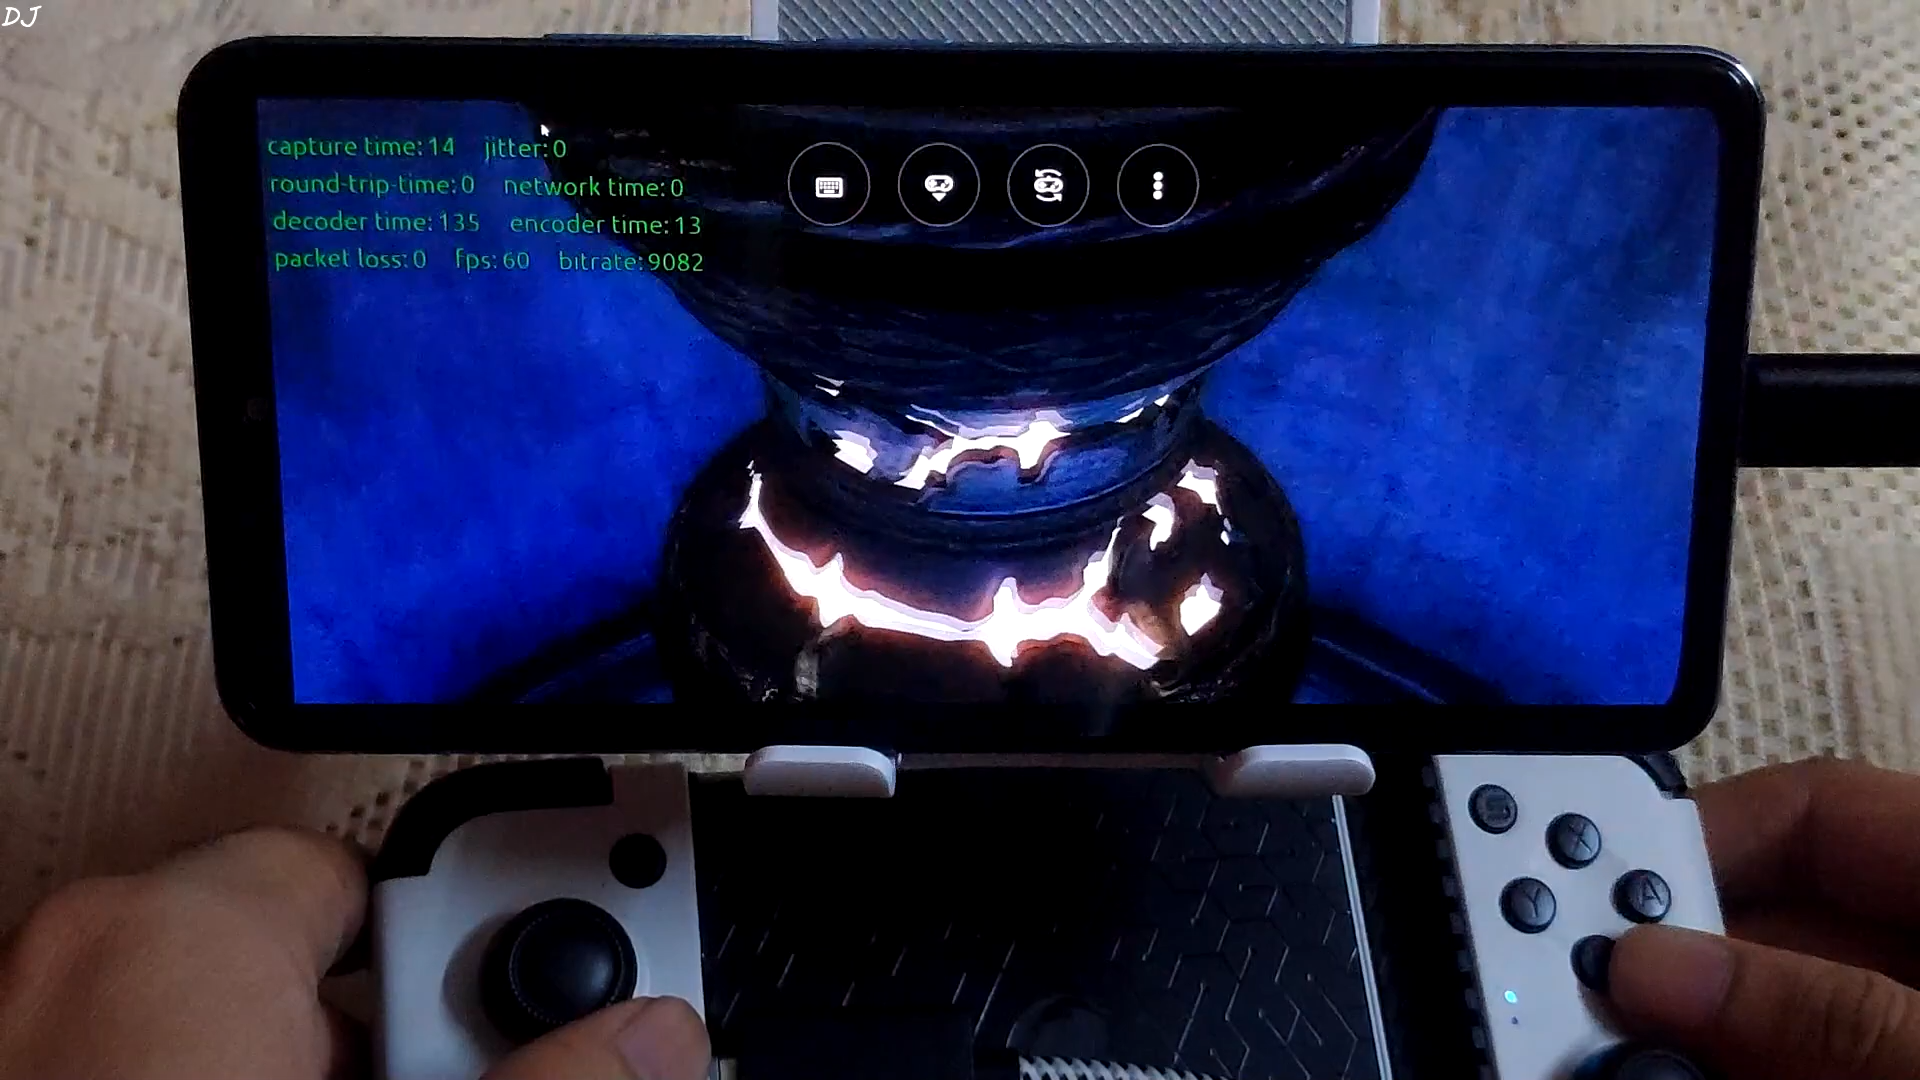 DJ
capture time: 14 jitter: 0
round-trip-time: 0 network time: 0
decoder time: 135 encoder time: 13
packet loss: 0 fps: 60 bitrate: 9082
X
Y A